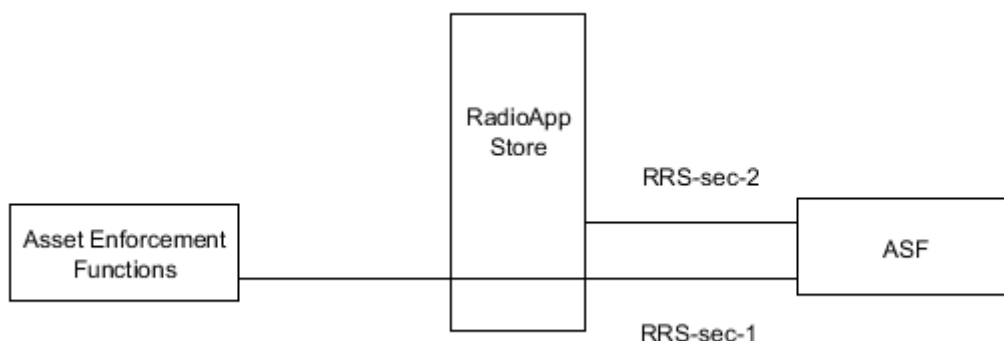 RadioApp
Store
RRS-sec-2
Asset Enforcement
Functions
ASF
RRS-sec-1